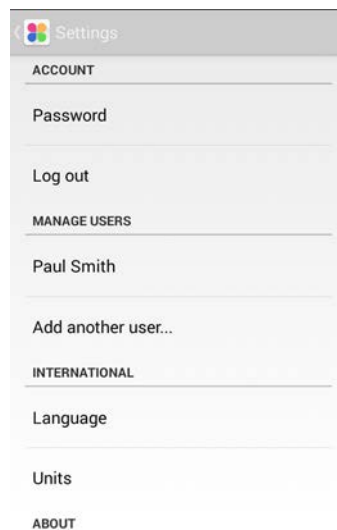 Settings
ACCOUNT
Password
Log out
MANAGE USERS
Paul Smith
Add another user...
INTERNATIONAL
Language
Units
ABOUT